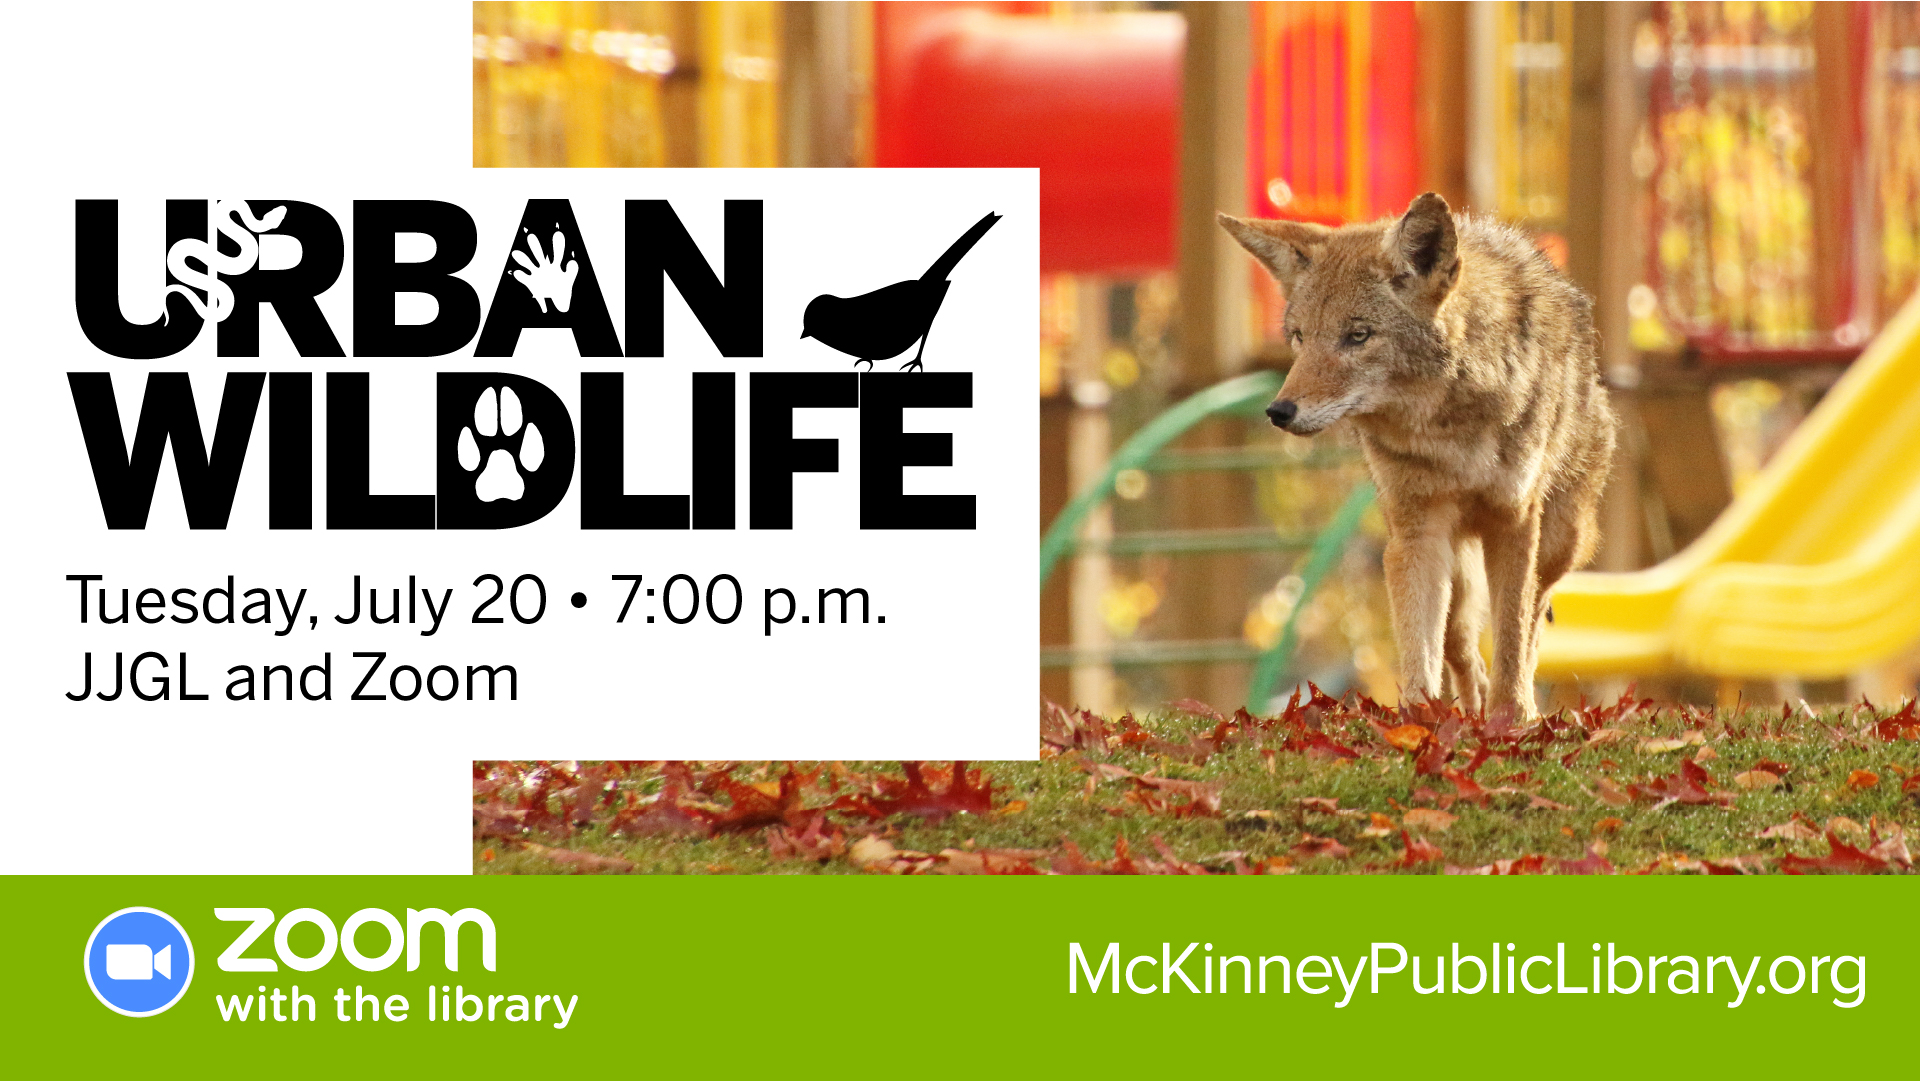 URBAN
WILDLIFE
Tuesday, July 20 • 7:00 p.m.
JJGL and Zoom
zoom
with the library
McKinneyPublicLibrary.org